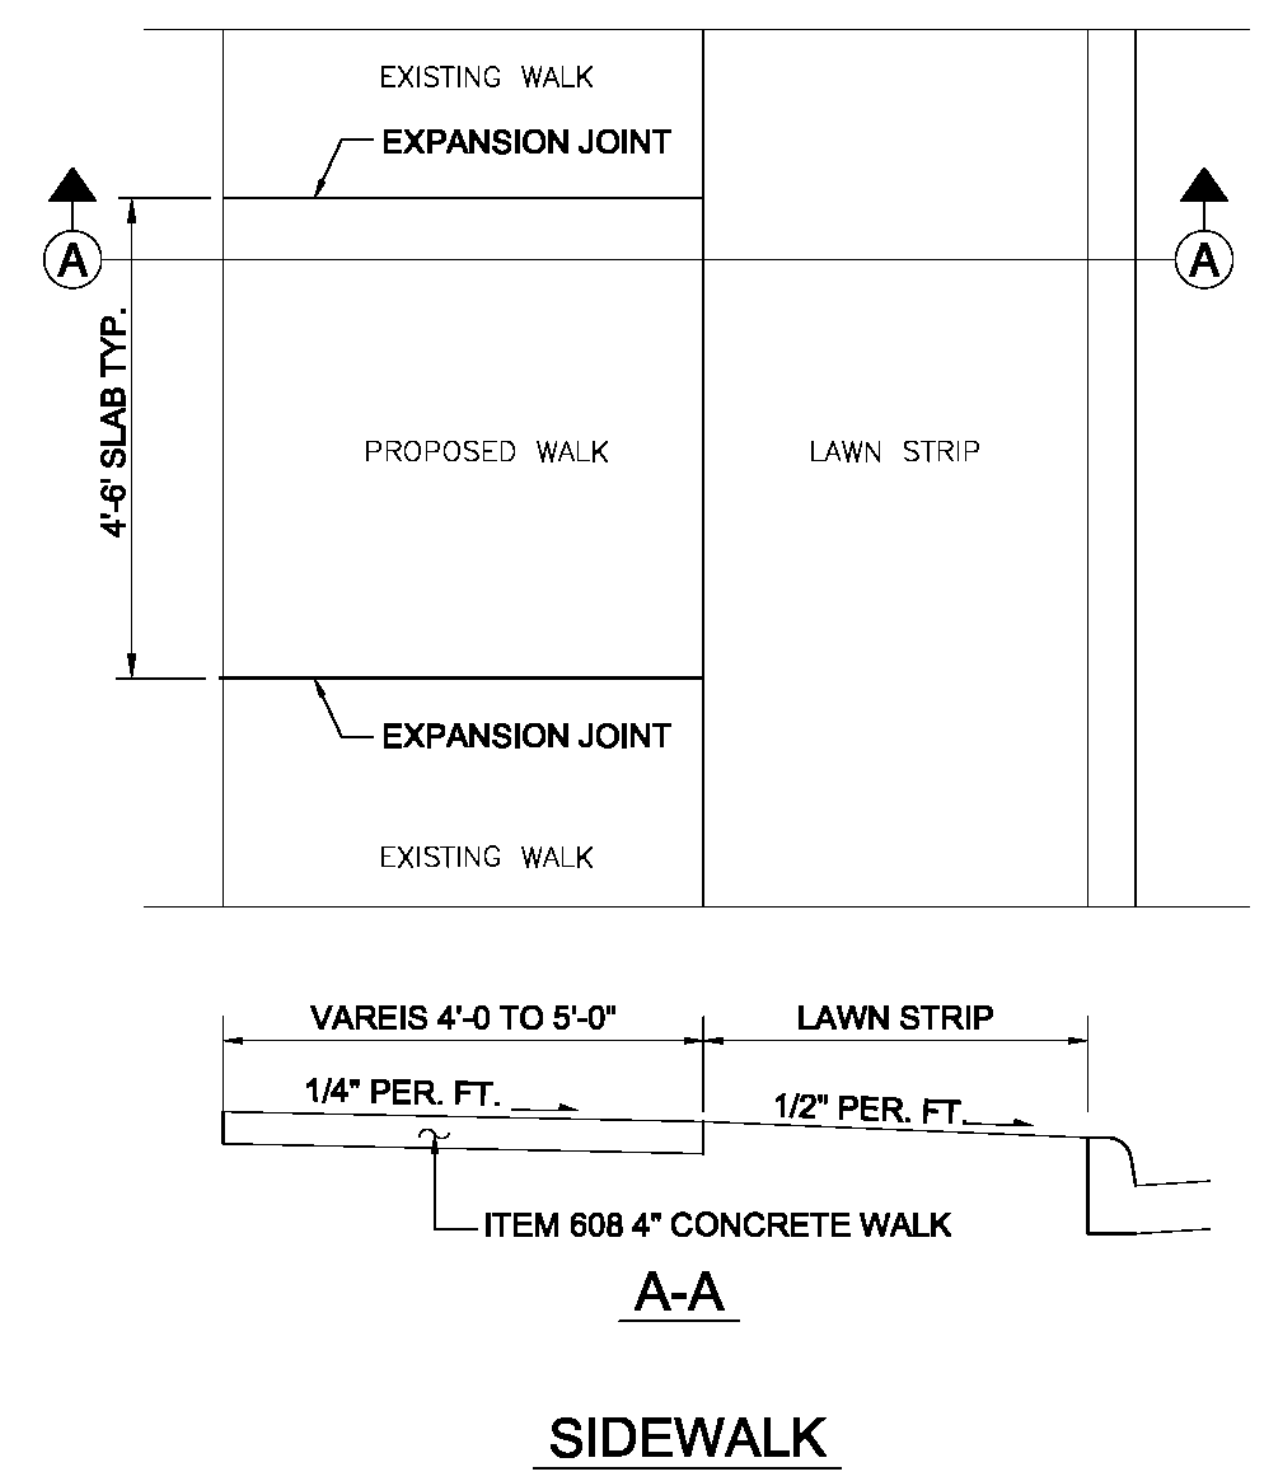 EXISTING WALK
EXPANSION JOINT
A
A
4'-6' SLAB TYP.
PROPOSED WALK
LAWN STRIP
EXPANSION JOINT
EXISTING WALK
VAREIS 4'-0 TO 5'-0"
LAWN STRIP
1/4" PER. FT.
1/2" PER. FT.
ITEM 608 4" CONCRETE WALK
A-A
SIDEWALK